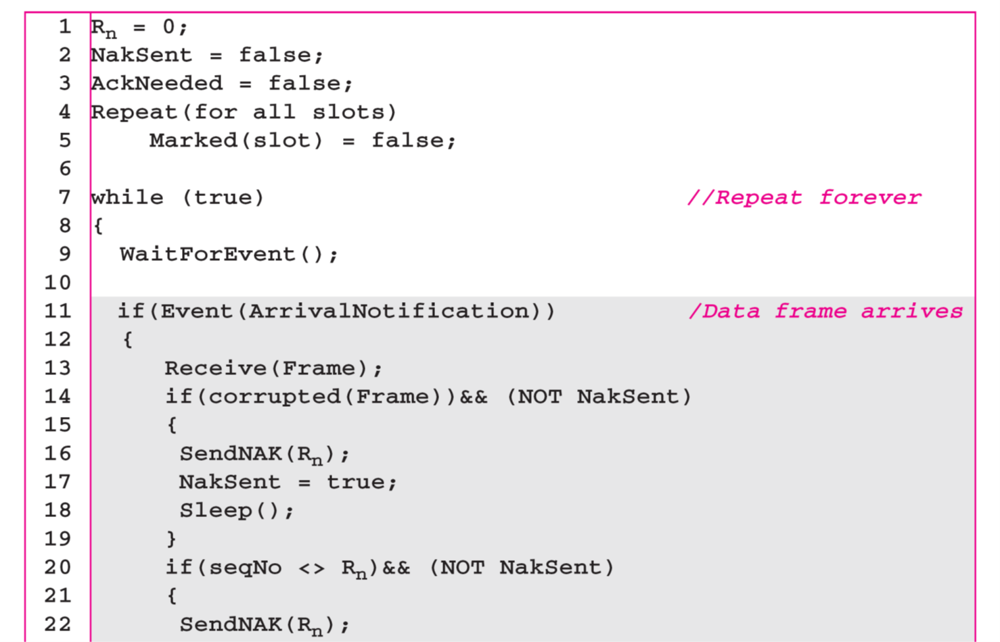 1 Rn = 0;
2 NakSent = false;
3 AckNeeded = false;
4 Repeat(for all slots)
5     Marked(slot) = false;
6
7 while (true)                              //Repeat forever
8 {
9   WaitForEvent();
10
11   if(Event(ArrivalNotification))         /Data frame arrives
12   {
13      Receive(Frame);
14      if(corrupted(Frame))&& (NOT NakSent)
15      {
16       SendNAK(Rn);
17       NakSent = true;
18       Sleep();
19      }
20      if(seqNo <> Rn)&& (NOT NakSent)
21      {
22       SendNAK(Rn);